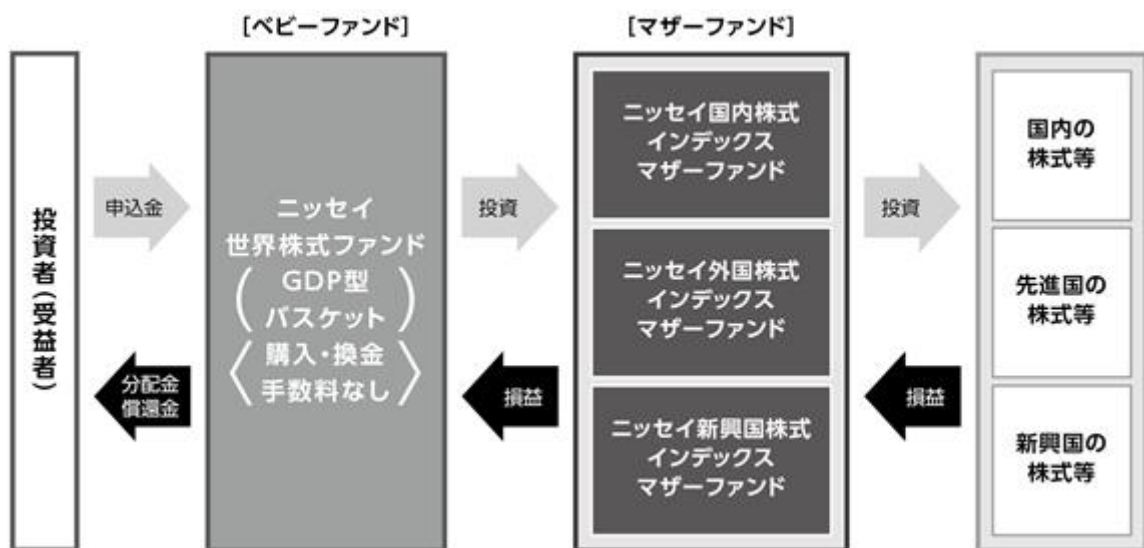 [ベビーファンド]
[マザーファンド]
投資者(受益者)
申込金
分配金
償還金
ニッセイ
世界株式ファンド
(GDP型
バスケット)
〈購入・換金
手数料なし〉
投資
損益
ニッセイ国内株式
インデックス
マザーファンド
ニッセイ外国株式
インデックス
マザーファンド
ニッセイ新興国株式
インデックス
マザーファンド
投資
損益
国内の
株式等
先進国の
株式等
新興国の
株式等